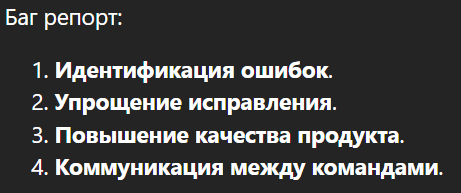 Баг репорт:
1. Идентификация ошибок.
2. Упрощение исправления.
3. Повышение качества продукта.
4. Коммуникация между командами.